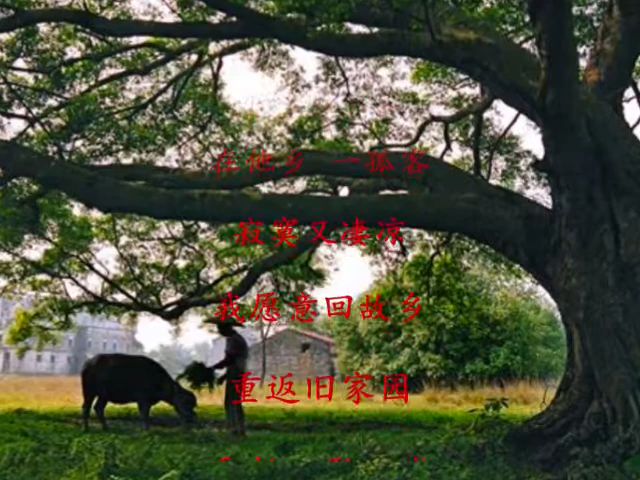 在他乡 一孤客
寂寞又凄凉
我愿意回故乡
重返旧家园